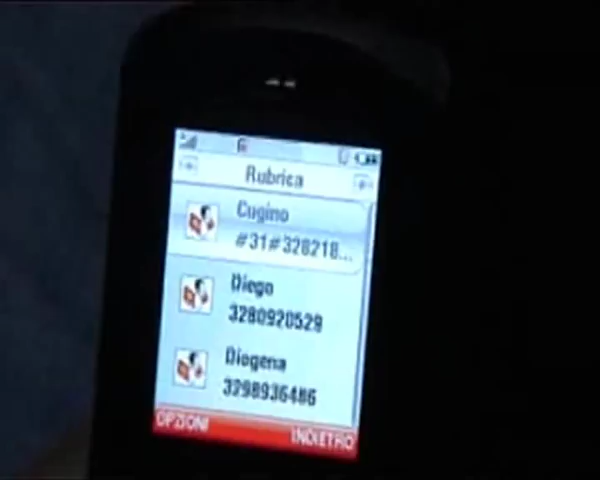 Rubrica
Cugino
#31#328218...
Diego
3280920529
Diogena
3298936486
OPZIONI
INDIETRO